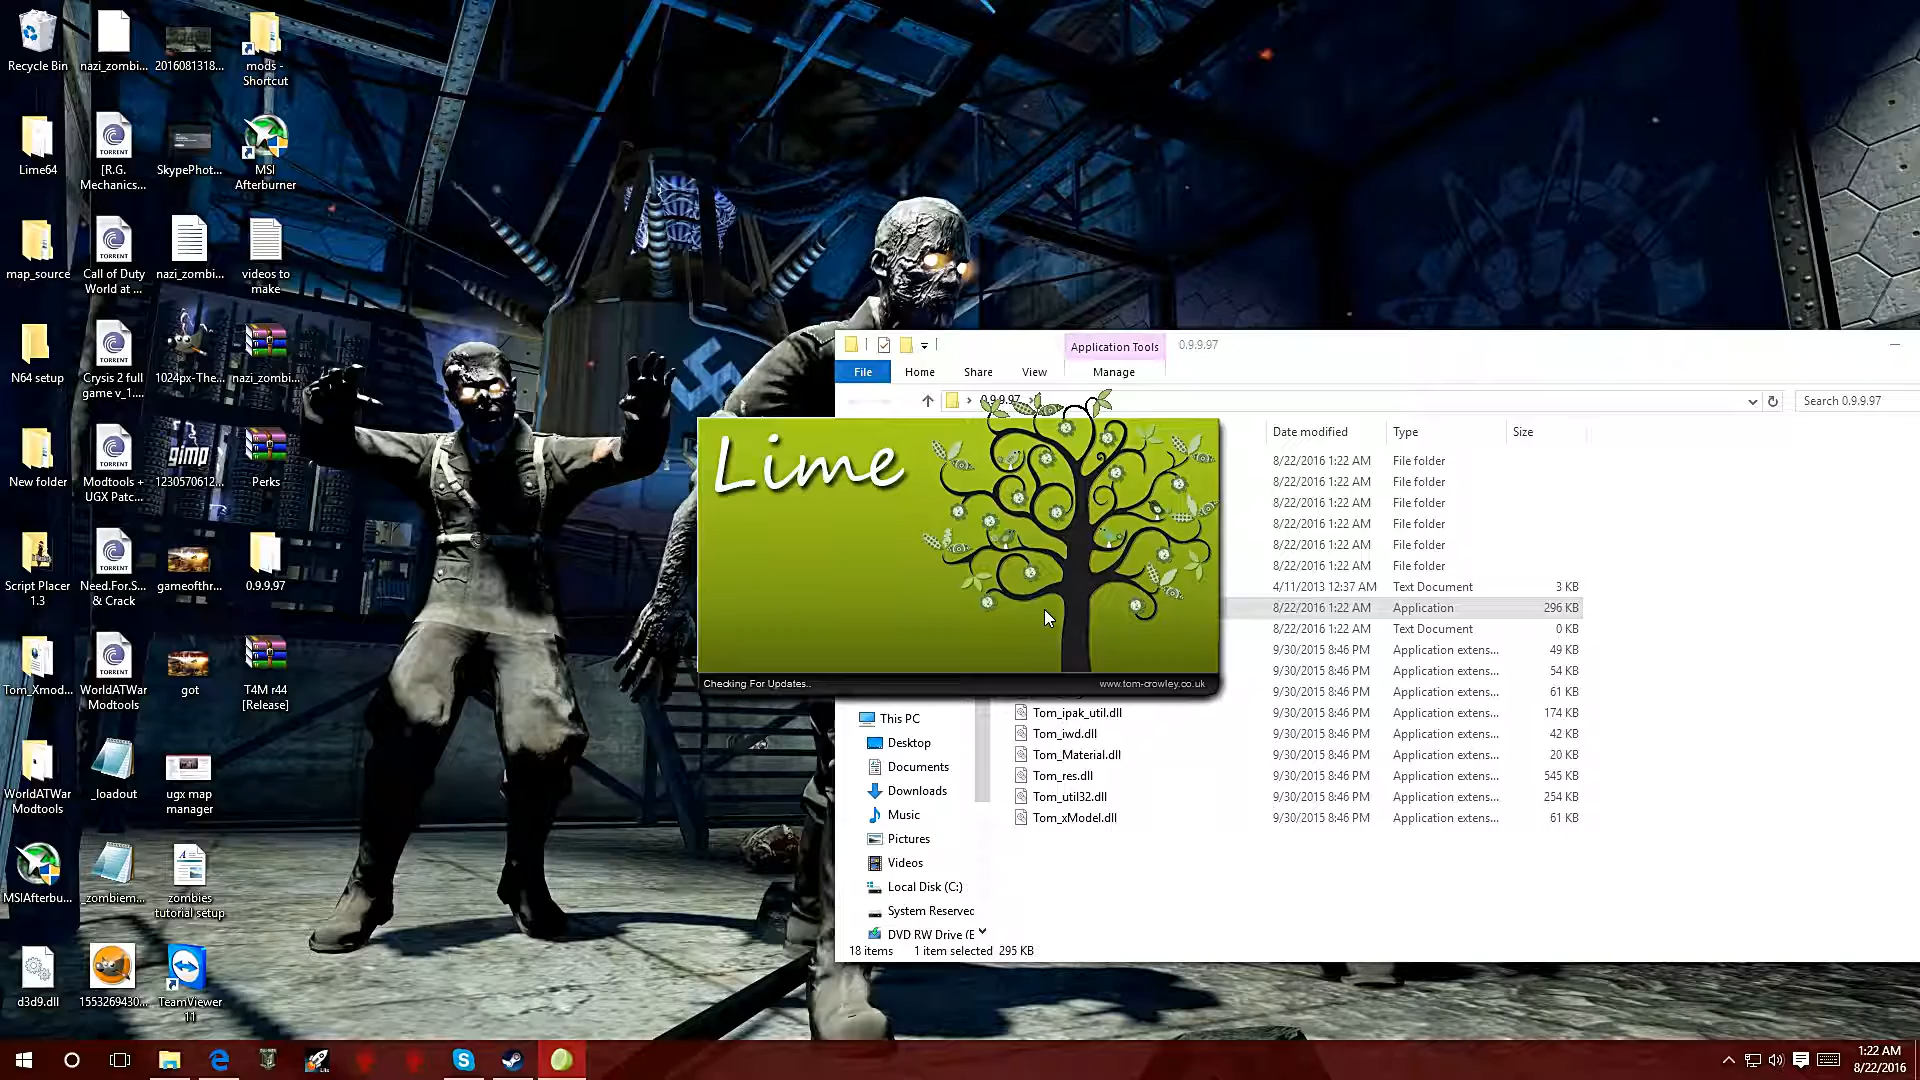 Recycle Bin
nazi_zombi...
2016081318...
mods -
Shortcut
Lime64
TORRENT
[R.G.
Mechanics...
SkypePhot...
MSI
Afterburner
map_source
TORRENT
Call of Duty
World at ...
nazi_zombi...
videos to
make
N64 setup
TORRENT
Crysis 2 full
game v_1....
1024px-The...
nazi_zombi...
New folder
TORRENT
Modtools +
UGX Patc...
gimp
1230570612...
Perks
Script Placer
1.3
TORRENT
Need.For.S...
& Crack
gameofthr...
0.9.9.97
Tom_Xmod...
TORRENT
WorldATWar
Modtools
got
T4M r44
[Release]
WorldATWar
Modtools
_loadout
ugx map
manager
MSIAfterbu...
_zombiem...
zombies
tutorial setup
d3d9.dll
1553269430...
TeamViewer
11
Application Tools
0.9.9.97
File
Home
Share
View
Manage
0.9.9.97
Search 0.9.9.97
Lime
Checking For Updates..
www.tom-crowley.co.uk
Date modified
Type
Size
8/22/2016 1:22 AM File folder
8/22/2016 1:22 AM File folder
8/22/2016 1:22 AM File folder
8/22/2016 1:22 AM File folder
8/22/2016 1:22 AM File folder
8/22/2016 1:22 AM File folder
4/11/2013 12:37 AM Text Document 3 KB
8/22/2016 1:22 AM Application 296 KB
8/22/2016 1:22 AM Text Document 0 KB
9/30/2015 8:46 PM Application extens... 49 KB
9/30/2015 8:46 PM Application extens... 54 KB
9/30/2015 8:46 PM Application extens... 61 KB
Tom_ipak_util.dll 9/30/2015 8:46 PM Application extens... 174 KB
Tom_iwd.dll 9/30/2015 8:46 PM Application extens... 42 KB
Tom_Material.dll 9/30/2015 8:46 PM Application extens... 20 KB
Tom_res.dll 9/30/2015 8:46 PM Application extens... 545 KB
Tom_util32.dll 9/30/2015 8:46 PM Application extens... 254 KB
Tom_xModel.dll 9/30/2015 8:46 PM Application extens... 61 KB
This PC
Desktop
Documents
Downloads
Music
Pictures
Videos
Local Disk (C:)
System Reserved
DVD RW Drive (E
18 items 1 item selected 295 KB
1:22 AM
8/22/2016